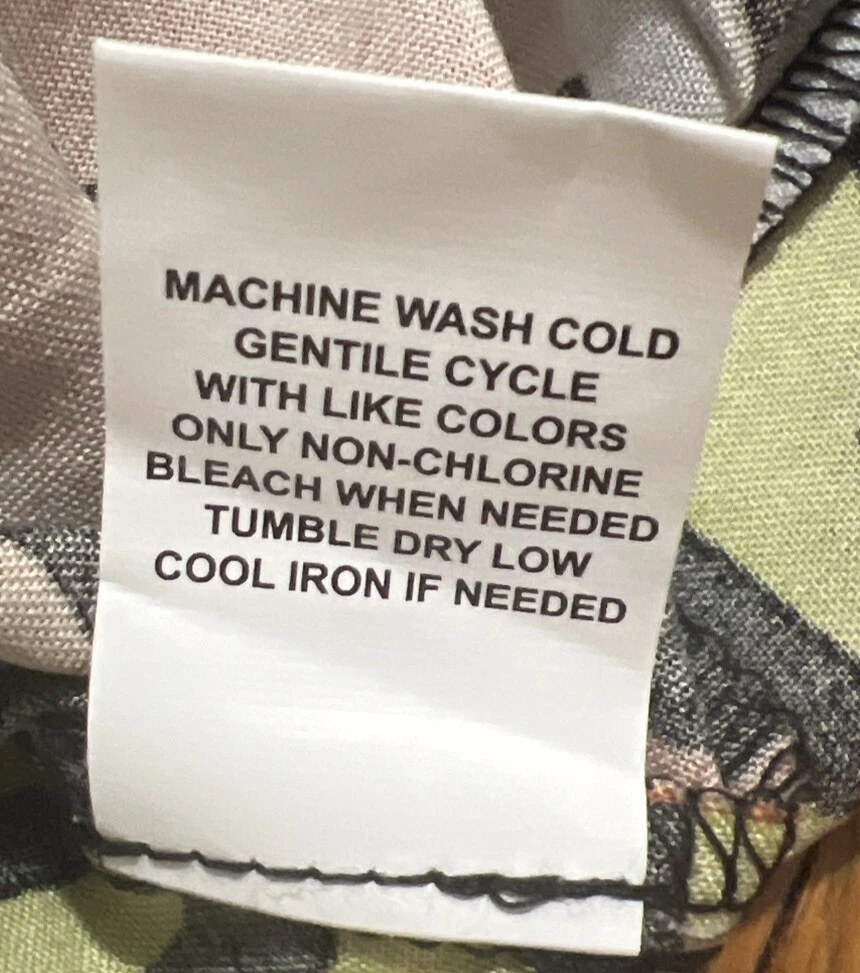 MACHINE WASH COLD
GENTILE CYCLE
WITH LIKE COLORS
ONLY NON-CHLORINE
BLEACH WHEN NEEDED
TUMBLE DRY LOW
COOL IRON IF NEEDED